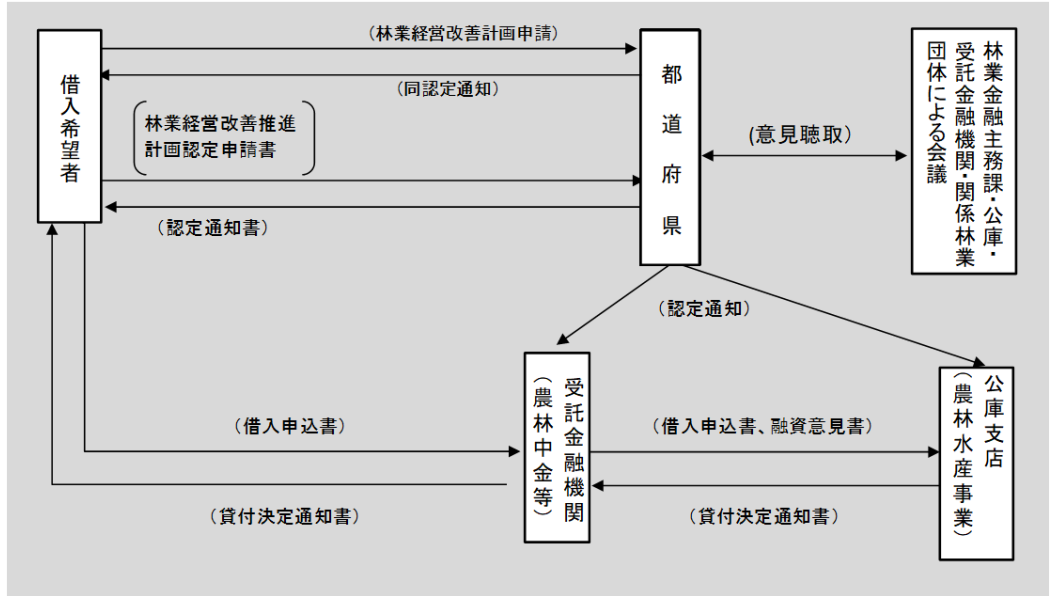 （林業経営改善計画申請）
（同認定通知）
借入希望者
林業経営改善推進
計画認定申請書
（認定通知書）
都道府県
(意見聴取）
林業金融主務課・公庫・
受託金融機関・関係林業
団体による会議
（認定通知）
（借入申込書）
（貸付決定通知書）
受託金融機関
（農林中金等）
（借入申込書、融資意見書）
（貸付決定通知書）
公庫支店
（農林水産事業）